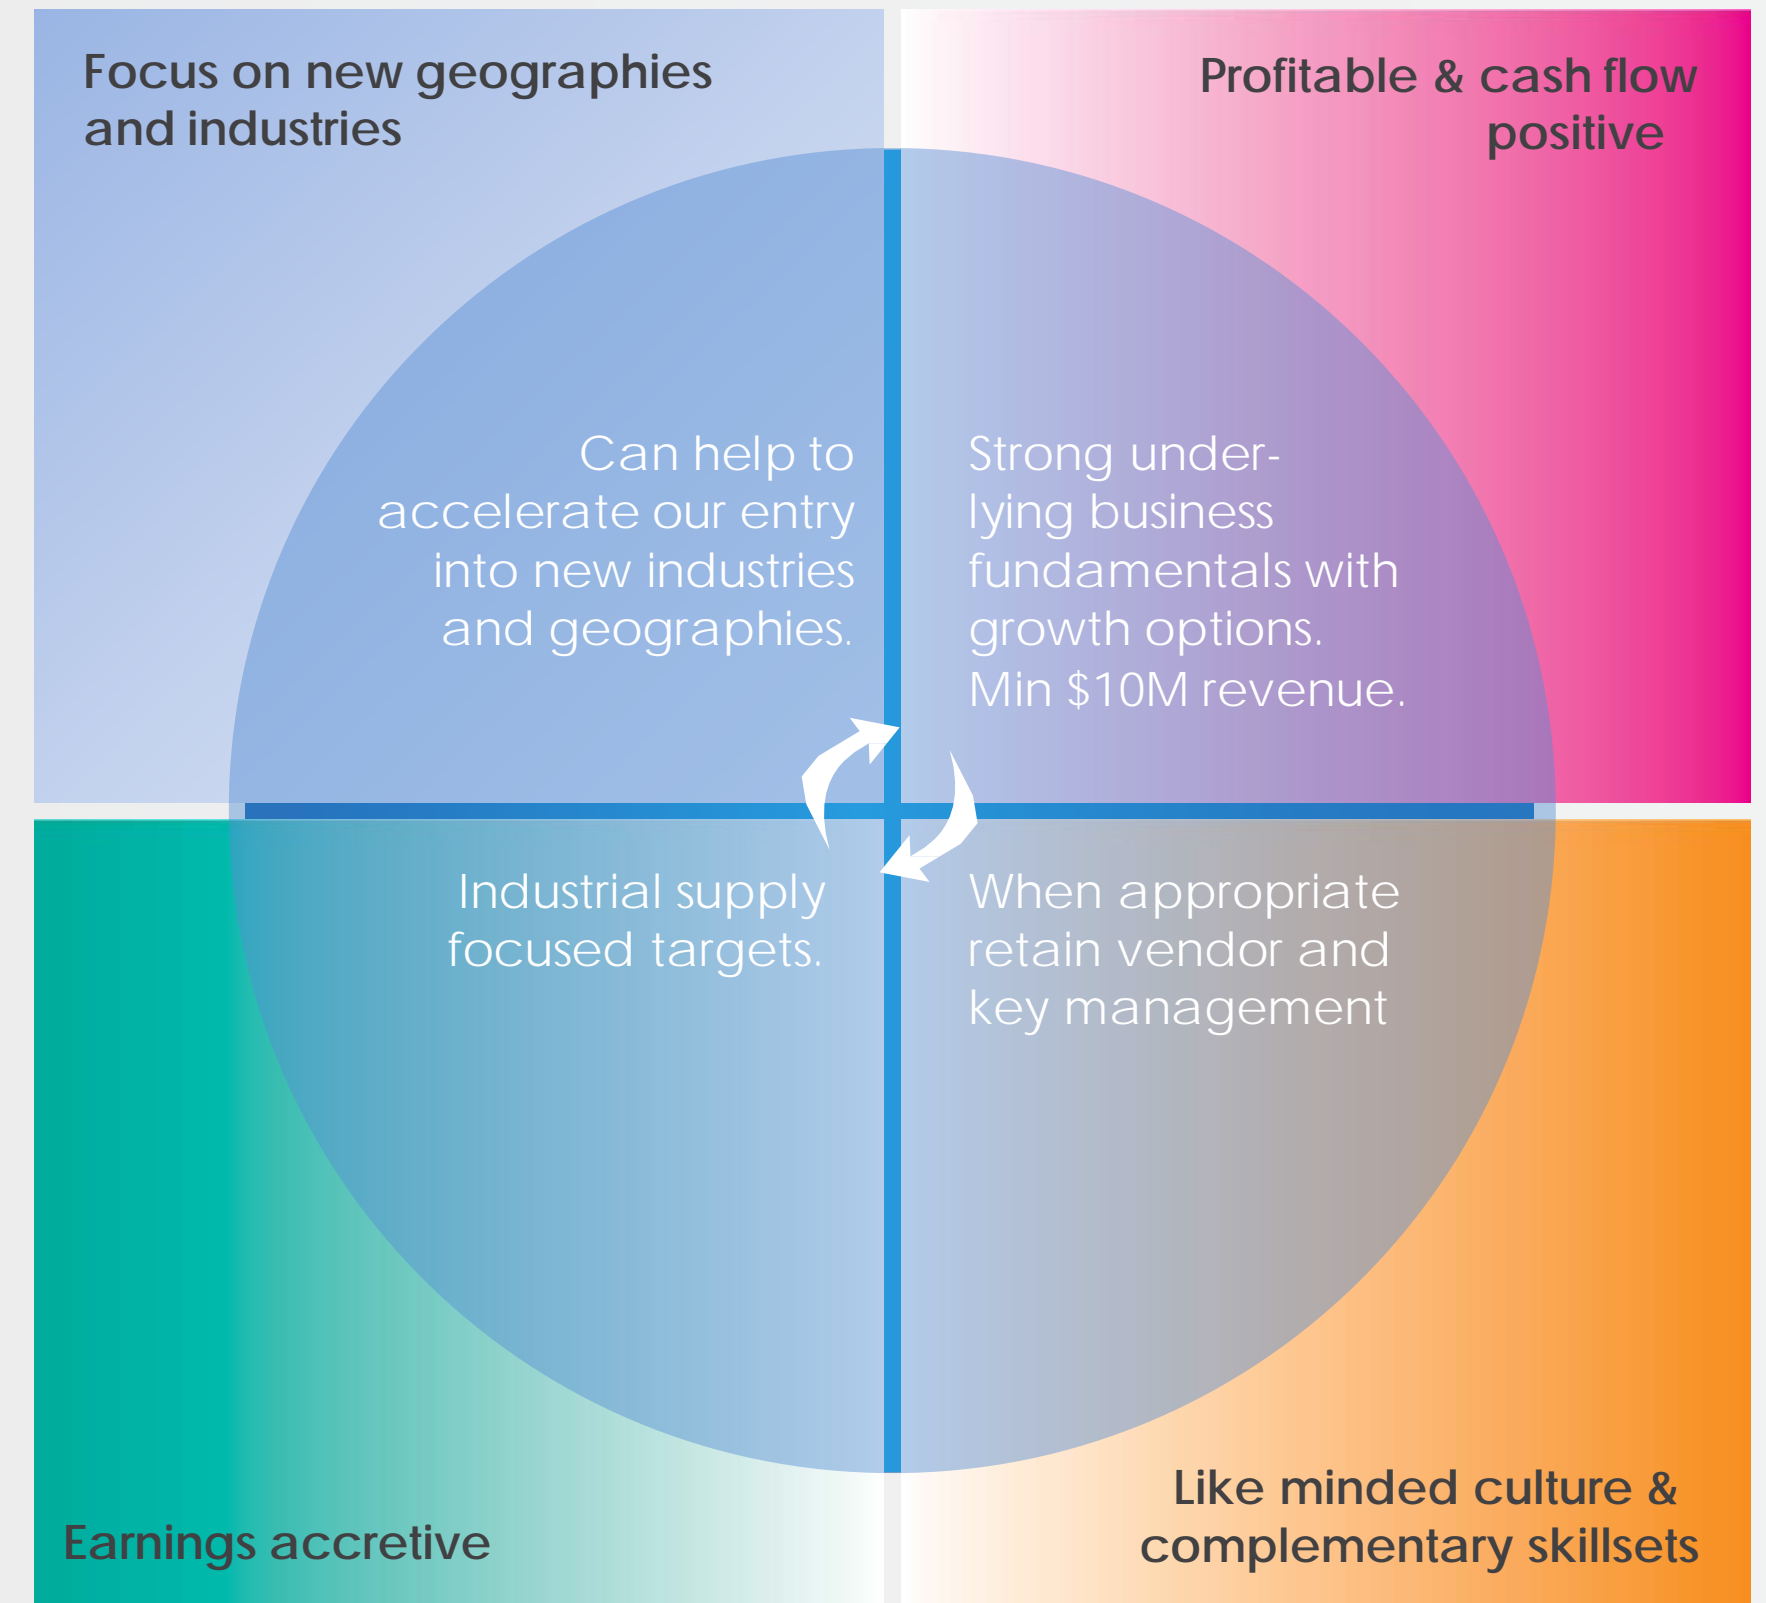 Focus on new geographies
and industries
Profitable & cash flow
positive
Can help to
accelerate our entry
into new industries
and geographies.
Strong under-
lying business
fundamentals with
growth options.
Min $10M revenue.
Industrial supply
focused targets.
When appropriate
retain vendor and
key management
Earnings accretive
Like minded culture &
complementary skillsets